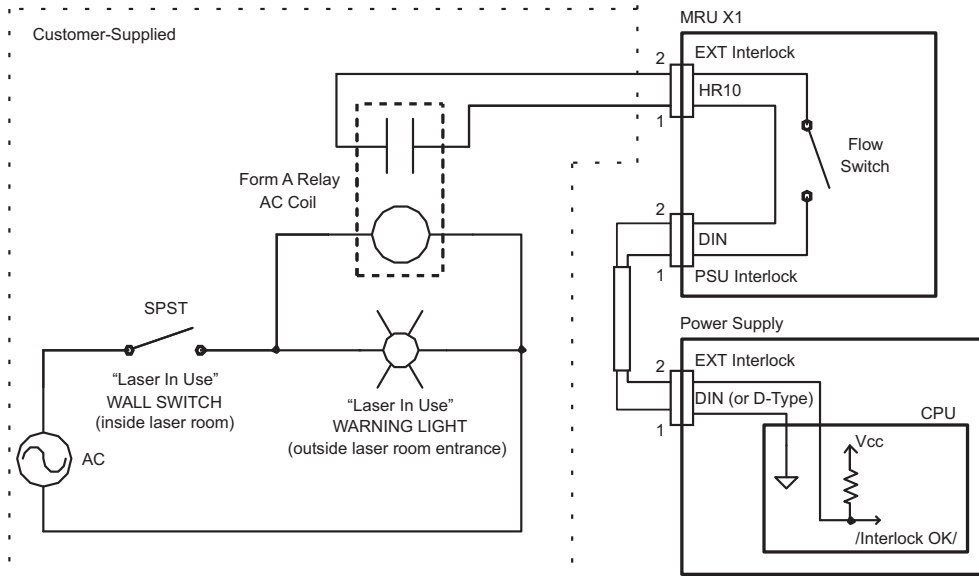 Customer-Supplied
MRU X1
2
EXT Interlock
HR10
1
Form A Relay
AC Coil
Flow
Switch
2
DIN
1
PSU Interlock
SPST
“Laser In Use”
WALL SWITCH
(inside laser room)
“Laser In Use”
WARNING LIGHT
(outside laser room entrance)
AC
Power Supply
2
EXT Interlock
DIN (or D-Type)
1
CPU
Vcc
/Interlock OK/